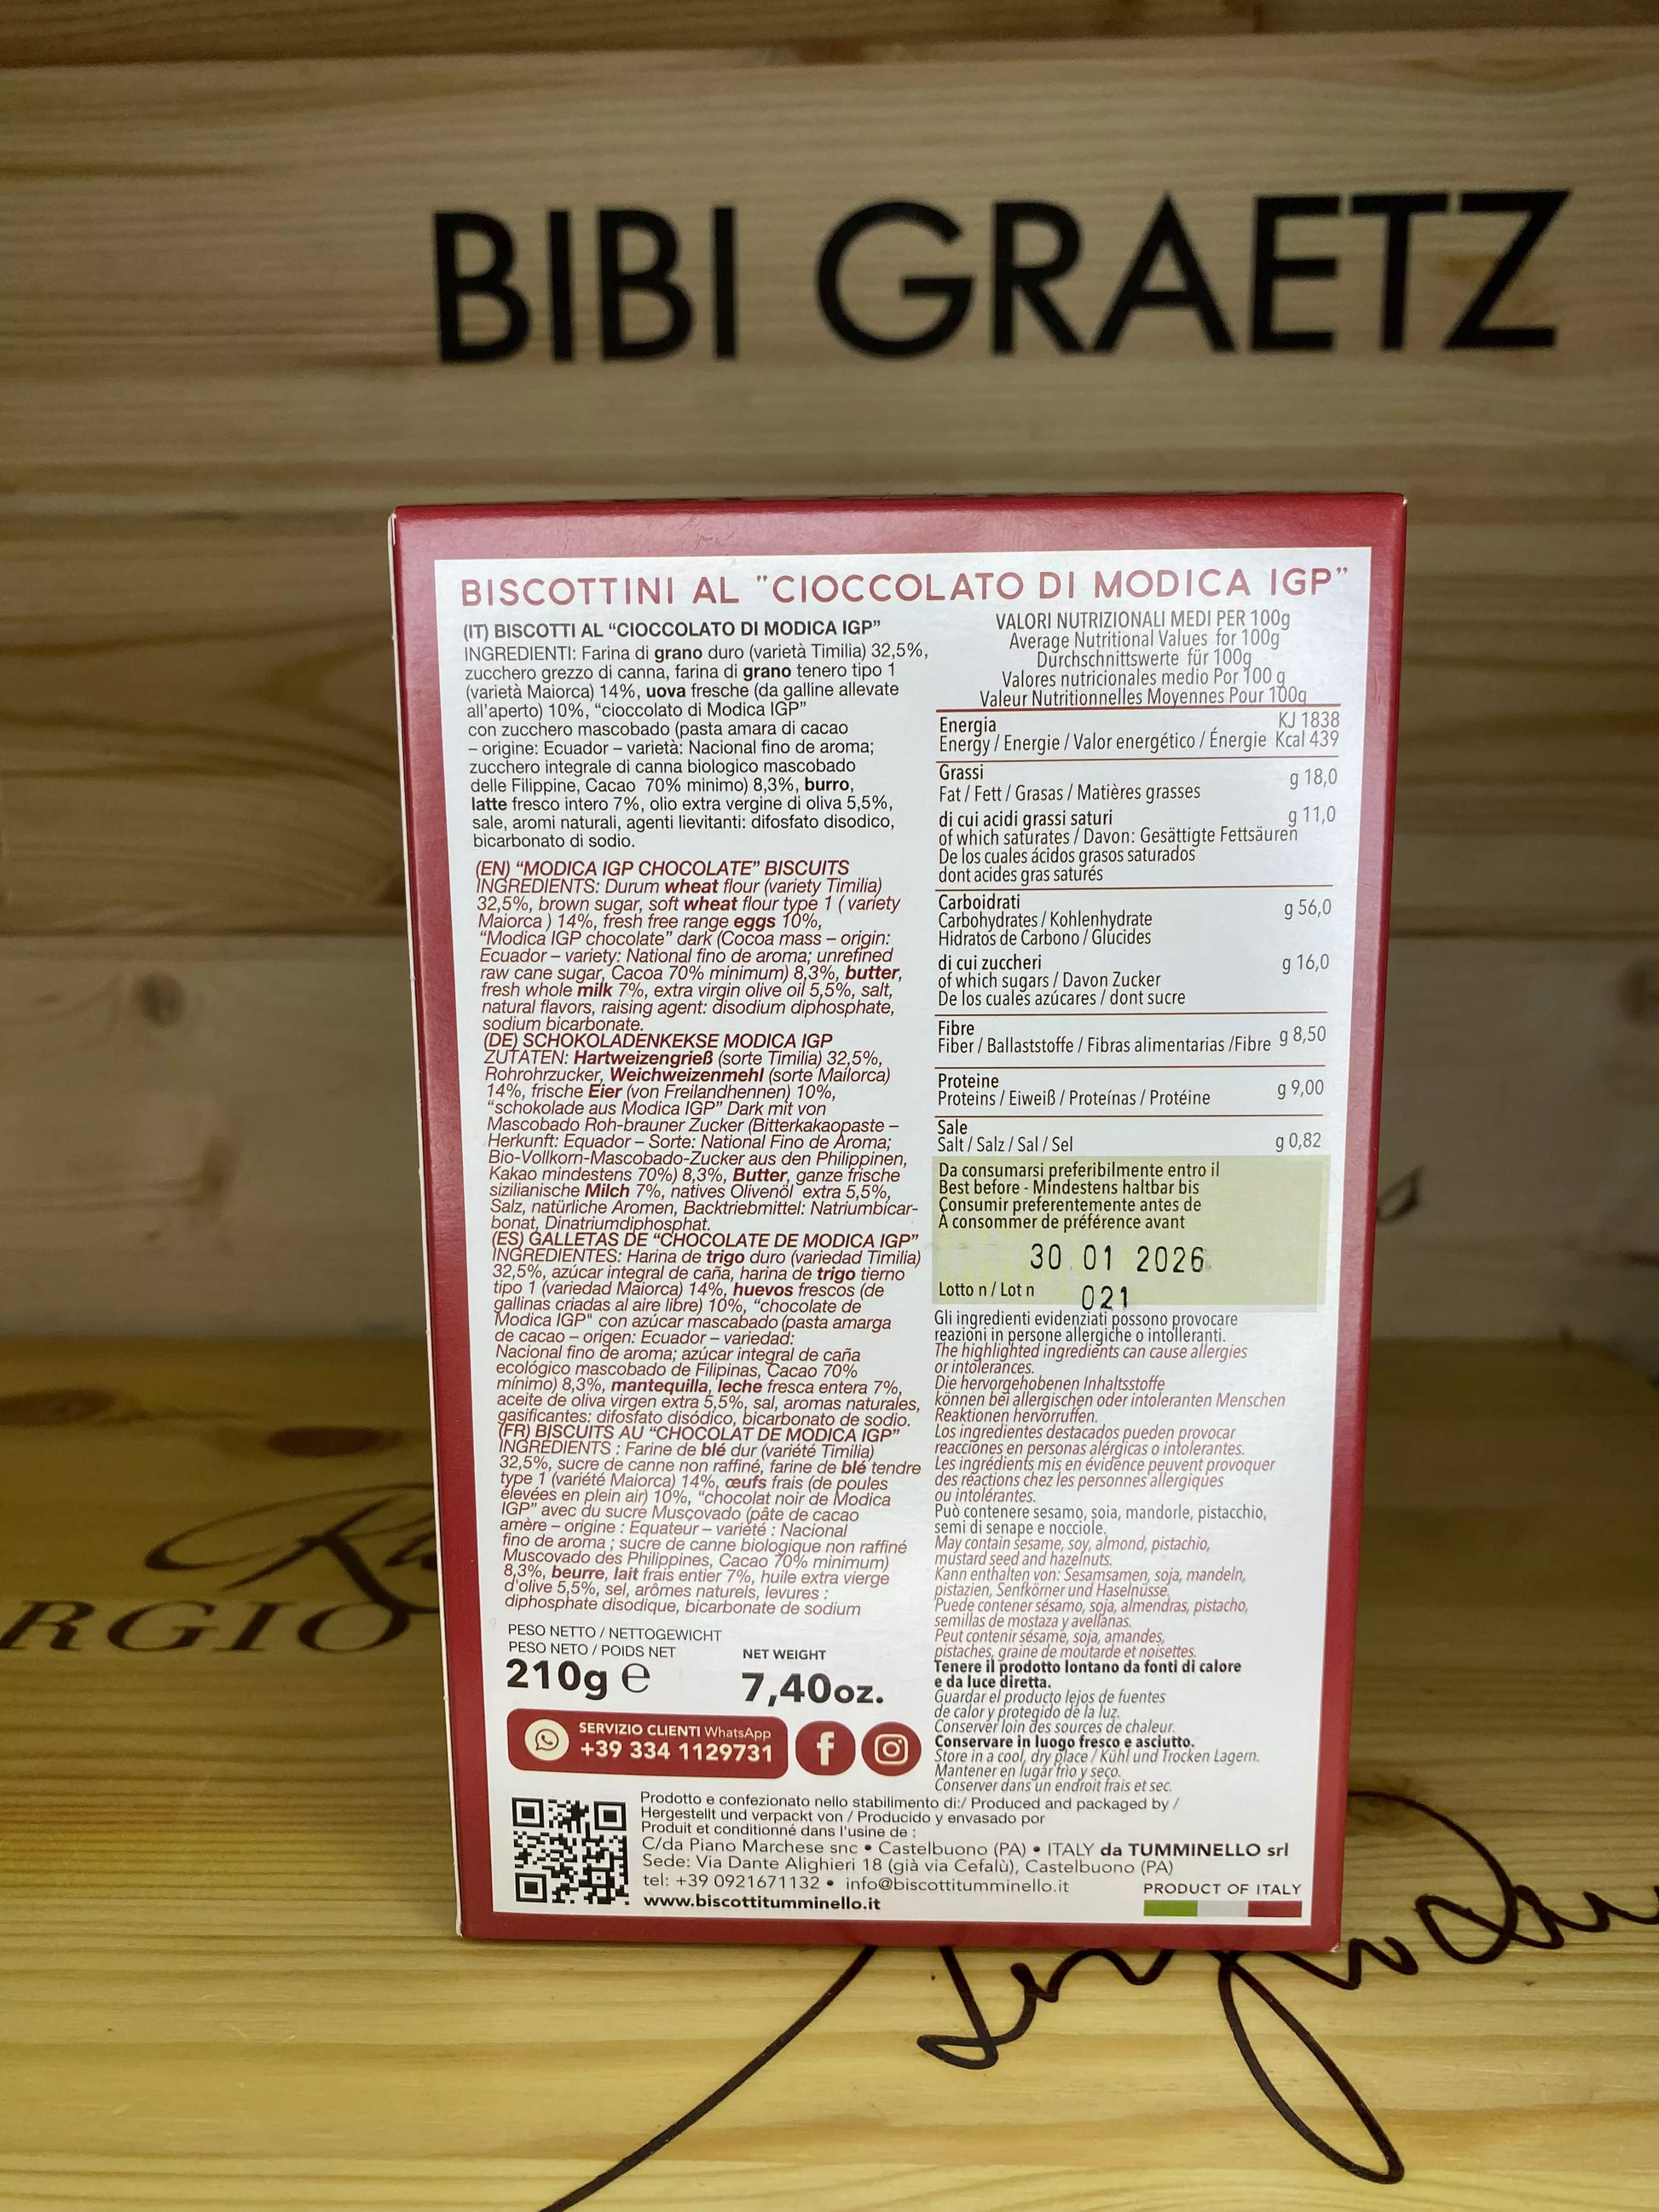 BIBI GRAETZ
BISCOTTINI AL "CIOCCOLATO DI MODICA IGP"
(IT) BISCOTTI AL “CIOCCOLATO DI MODICA IGP”
INGREDIENTI: Farina di grano duro (varietà Timilia) 32,5%,
zucchero grezzo di canna, farina di grano tenero tipo 1
(varietà Maiorca) 14%, uova fresche (da galline allevate
all’aperto) 10%, “cioccolato di Modica IGP”
con zucchero mascobado (pasta amara di cacao
– origine: Ecuador – varietà: Nacional fino de aroma;
zucchero integrale di canna biologico mascobado
delle Filippine, Cacao 70% minimo) 8,3%, burro,
latte fresco intero 7%, olio extra vergine di oliva 5,5%,
sale, aromi naturali, agenti lievitanti: difosfato disodico,
bicarbonato di sodio.
(EN) “MODICA IGP CHOCOLATE” BISCUITS
INGREDIENTS: Durum wheat flour (variety Timilia)
32,5%, brown sugar, soft wheat flour type 1 ( variety
Maiorca ) 14%, fresh free range eggs 10%,
“Modica IGP chocolate” dark (Cocoa mass – origin:
Ecuador – variety: National fino de aroma; unrefined
raw cane sugar, Cacoa 70% minimum) 8,3%, butter,
fresh whole milk 7%, extra virgin olive oil 5,5%, salt,
natural flavors, raising agent: disodium diphosphate,
sodium bicarbonate.
(DE) SCHOKOLADENKEKSE MODICA IGP
ZUTATEN: Hartweizengrieß (sorte Timilia) 32,5%,
Rohrohrzucker, Weichweizenmehl (sorte Mailorca)
14%, frische Eier (von Freilandhennen) 10%,
“schokolade aus Modica IGP” Dark mit von
Mascobado Roh-brauner Zucker (Bitterkakaopaste –
Herkunft: Equador – Sorte: National Fino de Aroma;
Bio-Vollkorn-Mascobado-Zucker aus den Philippinen,
Kakao mindestens 70%) 8,3%, Butter, ganze frische
sizilianische Milch 7%, natives Olivenöl extra 5,5%,
Salz, natürliche Aromen, Backtriebmittel: Natriumbicar-
bonat, Dinatriumdiphosphat.
(ES) GALLETAS DE “CHOCOLATE DE MODICA IGP”
INGREDIENTES: Harina de trigo duro (variedad Timilia)
32,5%, azúcar integral de caña, harina de trigo tierno
tipo 1 (variedad Maiorca) 14%, huevos frescos (de
gallinas criadas al aire libre) 10%, “chocolate de
Modica IGP" con azúcar mascabado (pasta amarga
de cacao – origen: Ecuador – variedad:
Nacional fino de aroma; azúcar integral de caña
ecológico mascobado de Filipinas, Cacao 70%
mínimo) 8,3%, mantequilla, leche fresca entera 7%,
aceite de oliva virgen extra 5,5%, sal, aromas naturales,
gasificantes: difosfato disódico, bicarbonato de sodio.
(FR) BISCUITS AU “CHOCOLAT DE MODICA IGP”
INGRÉDIENTS : Farine de blé dur (variété Timilia)
32,5%, sucre de canne non raffiné, farine de blé tendre
type 1 (variété Maiorca) 14%, œufs frais (de poules
élevées en plein air) 10%, “chocolat noir de Modica
IGP” avec du sucre Musçovado (pâte de cacao
amère – origine : Equateur – variété : Nacional
fino de aroma ; sucre de canne biologique non raffiné
Muscovado des Philippines, Cacao 70% minimum)
8,3%, beurre, lait frais entier 7%, huile extra vierge
d'olive 5,5%, sel, arômes naturels, levures :
diphosphate disodique, bicarbonate de sodium
PESO NETTO / NETTOGEWICHT
PESO NETO / POIDS NET
210g e
NET WEIGHT
7,40oz.
SERVIZIO CLIENTI WhatsApp
+39 334 1129731
VALORI NUTRIZIONALI MEDI PER 100g
Average Nutritional Values for 100g
Durchschnittswerte für 100g
Valores nutricionales medio Por 100 g
Valeur Nutritionnelles Moyennes Pour 100g
Energia KJ 1838
Energy / Energie / Valor energético / Énergie Kcal 439
Grassi g 18,0
Fat / Fett / Grasas / Matières grasses
di cui acidi grassi saturi g 11,0
of which saturates / Davon: Gesättigte Fettsäuren
De los cuales ácidos grasos saturados
dont acides gras saturés
Carboidrati g 56,0
Carbohydrates / Kohlenhydrate
Hidratos de Carbono / Glucides
di cui zuccheri g 16,0
of which sugars / Davon Zucker
De los cuales azúcares / dont sucre
Fibre g 8,50
Fiber / Ballaststoffe / Fibras alimentarias /Fibre
Proteine g 9,00
Proteins / Eiweiß / Proteínas / Protéine
Sale g 0,82
Salt / Salz / Sal / Sel
Da consumarsi preferibilmente entro il
Best before - Mindestens haltbar bis
Consumir preferentemente antes de
À consommer de préférence avant
30 01 2026
Lotto n / Lot n 021
Gli ingredienti evidenziati possono provocare
reazioni in persone allergiche o intolleranti.
The highlighted ingredients can cause allergies
or intolerances.
Die hervorgehobenen Inhaltsstoffe
können bei allergischen oder intoleranten Menschen
Reaktionen hervorruffen.
Los ingredientes destacados pueden provocar
reacciones en personas alérgicas o intolerantes.
Les ingrédients mis en évidence peuvent provoquer
des réactions chez les personnes allergiques
ou intolérantes.
Può contenere sesamo, soia, mandorle, pistacchio,
semi di senape e nocciole.
May contain sesame, soy, almond, pistachio,
mustard seed and hazelnuts.
Kann enthalten von: Sesamsamen, soja, mandeln,
pistazien, Senfkörner und Haselnüsse.
Puede contener sésamo, soja, almendras, pistacho,
semillas de mostaza y avellanas.
Peut contenir sésame, soja, amandes,
pistaches, graine de moutarde et noisettes.
Tenere il prodotto lontano da fonti di calore
e da luce diretta.
Guardar el producto lejos de fuentes
de calor y protegido de la luz.
Conserver loin des sources de chaleur.
Conservare in luogo fresco e asciutto.
Store in a cool, dry place / Kühl und Trocken Lagern.
Mantener en lugar frìo y seco.
Conserver dans un endroit frais et sec.
Prodotto e confezionato nello stabilimento di:/ Produced and packaged by /
Hergestellt und verpackt von / Producido y envasado por
Produit et conditionné dans l'usine de :
C/da Piano Marchese snc • Castelbuono (PA) • ITALY da TUMMINELLO srl
Sede: Via Dante Alighieri 18 (già via Cefalù), Castelbuono (PA)
tel: +39 0921671132 • info@biscottitumminello.it
www.biscottitumminello.it
PRODUCT OF ITALY
RGIO